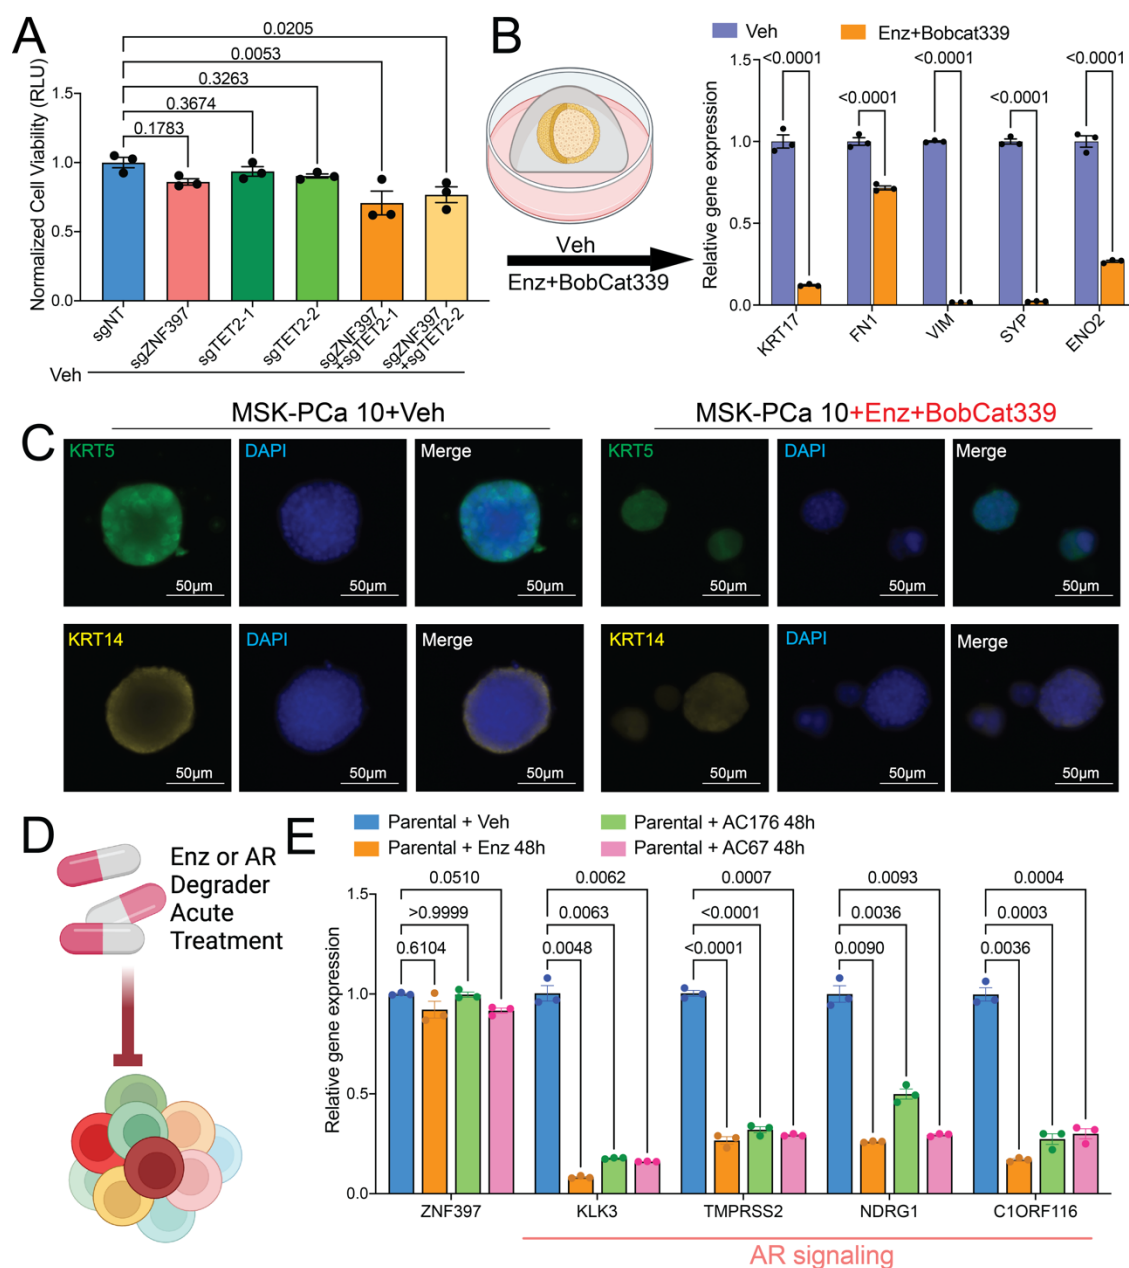 A
0.0205
0.0053
0.3263
0.3674
0.1783
Normalized Cell Viability (RLU)
1.5
1.0
0.5
0.0
sgNT
sgZNF397
sgTET2-1
sgTET2-2
sgZNF397
+sgTET2-1
sgZNF397
+sgTET2-2
Veh
B
Veh
Enz+BobCat339
Veh
Enz+Bobcat339
<0.0001
<0.0001
<0.0001
<0.0001
<0.0001
Relative gene expression
1.5
1.0
0.5
0.0
KRT17
FN1
VIM
SYP
ENO2
C
MSK-PCa 10+Veh
MSK-PCa 10+Enz+BobCat339
KRT5
DAPI
Merge
KRT5
DAPI
Merge
50µm
50µm
50µm
50µm
50µm
50µm
KRT14
DAPI
Merge
KRT14
DAPI
Merge
50µm
50µm
50µm
50µm
50µm
50µm
D
Enz or AR
Degrader
Acute
Treatment
E
Parental + Veh
Parental + AC176 48h
Parental + Enz 48h
Parental + AC67 48h
0.0510
>0.9999
0.6104
0.0062
0.0063
0.0048
0.0007
<0.0001
<0.0001
0.0093
0.0036
0.0090
0.0004
0.0003
0.0036
Relative gene expression
1.5
1.0
0.5
0.0
ZNF397
KLK3
TMPRSS2
NDRG1
C1ORF116
AR signaling